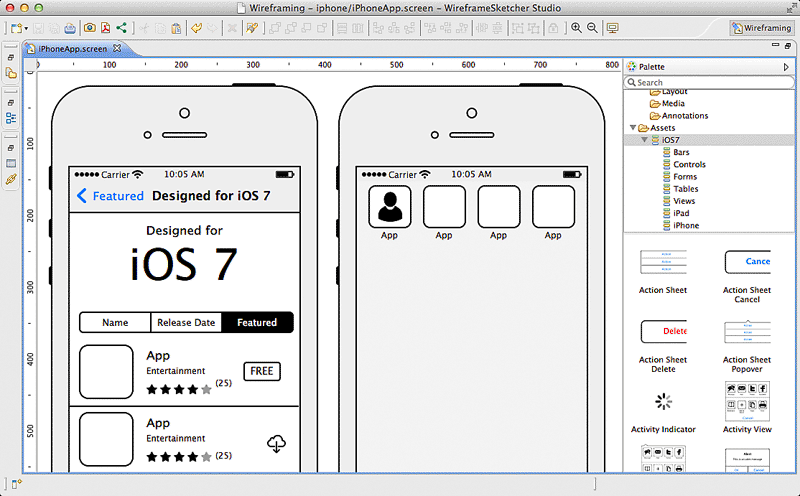 Wireframing - iphone/iPhoneApp.screen - WireframeSketcher Studio
Wireframing
iPhoneApp.screen
0 100 200 300 400 500 600 700 800
0
100
200
300
400
500
Carrier 10:05 AM
Featured Designed for iOS 7
Designed for
iOS 7
Name Release Date Featured
App
Entertainment
(25)
FREE
App
Entertainment
(25)
Carrier 10:05 AM
App App App App
Palette
Search
Layout
Media
Annotations
Assets
iOS7
Bars
Controls
Forms
Tables
Views
iPad
iPhone
Action Sheet
Cance
Action Sheet
Cancel
Delete
Action Sheet
Delete
Action Sheet
Popover
Activity Indicator
Activity View